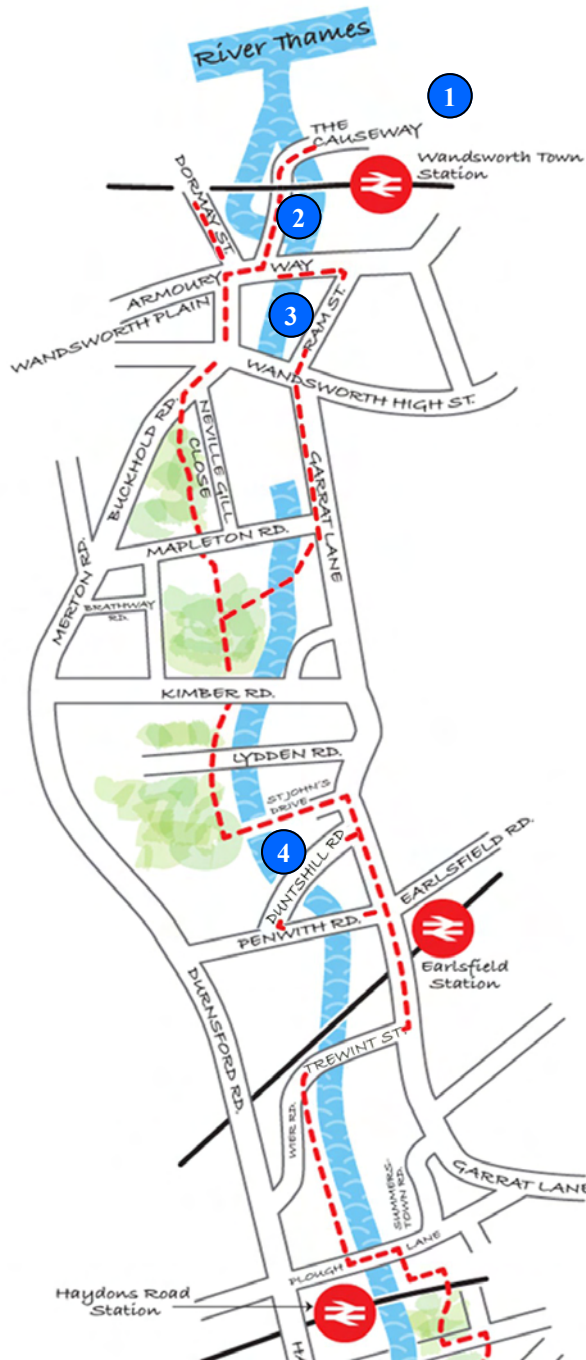 River Thames
1
THE
CAUSEWAY
Wandsworth Town
Station
DORMAY ST.
2
ARMOURY WAY
WANDSWORTH PLAIN
3
RAM ST.
WANDSWORTH HIGH ST.
BUCKHOLD RD.
NEVILLE GILL
CLOSE
GARRAT LANE
MAPLETON RD.
MERTON RD.
BRATHWAY
RD.
KIMBER RD.
LYDDEN RD.
ST JOHN'S
DRIVE
4
DUNTSHILL RD
EARLSFIELD RD.
PENWITH RD.
Earlsfield
Station
DURNSFORD RD.
TREWINT ST.
WIER RD.
SUMMERS-
TOWN RD.
GARRAT LANE
PLOUGH LANE
Haydons Road
Station
HA